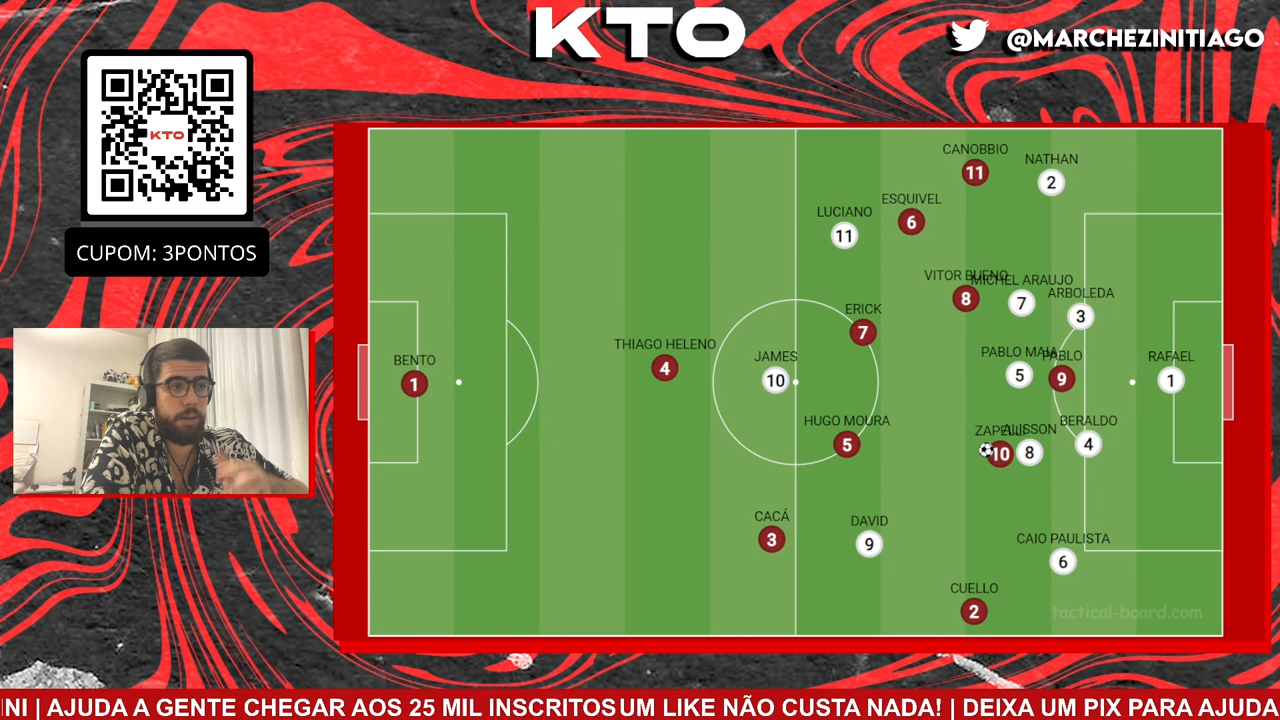 KTO
@MARCHEZINITIAGO
KTO
CUPOM: 3PONTOS
CANOBBIO
11
NATHAN
2
ESQUIVEL
6
LUCIANO
11
VITOR BUENO
8
MICHEL ARAUJO
7
ARBOLEDA
3
ERICK
7
THIAGO HELENO
4
JAMES
10
PABLO MAIA
5
PABLO
9
RAFAEL
1
BENTO
1
HUGO MOURA
5
ZAPELLI
10
ALISSON
8
BERALDO
4
CACÁ
3
DAVID
9
CAIO PAULISTA
6
CUELLO
2
tactical-board.com
NI | AJUDA A GENTE CHEGAR AOS 25 MIL INSCRITOS UM LIKE NÃO CUSTA NADA! | DEIXA UM PIX PARA AJUDA